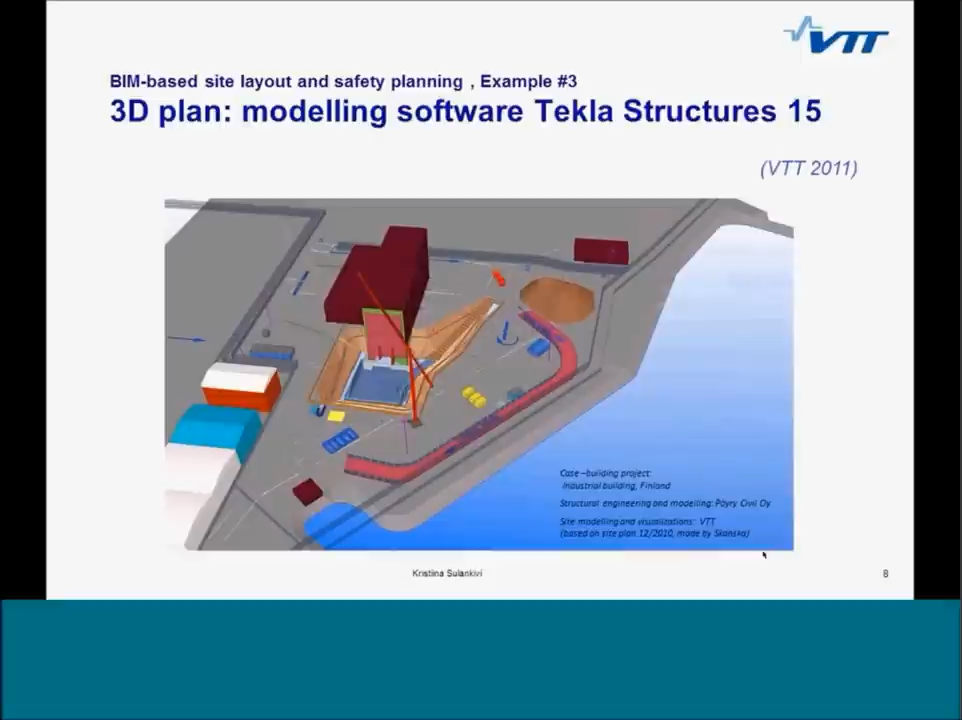 VTT
BIM-based site layout and safety planning , Example #3
3D plan: modelling software Tekla Structures 15
(VTT 2011)
Case –building project:
Industrial building, Finland
Structural engineering and modelling: Pöyry Civil Oy
Site modelling and visualizations: VTT
(based on site plan 12/2010, made by Skanska)
Kristiina Sulankivi
8